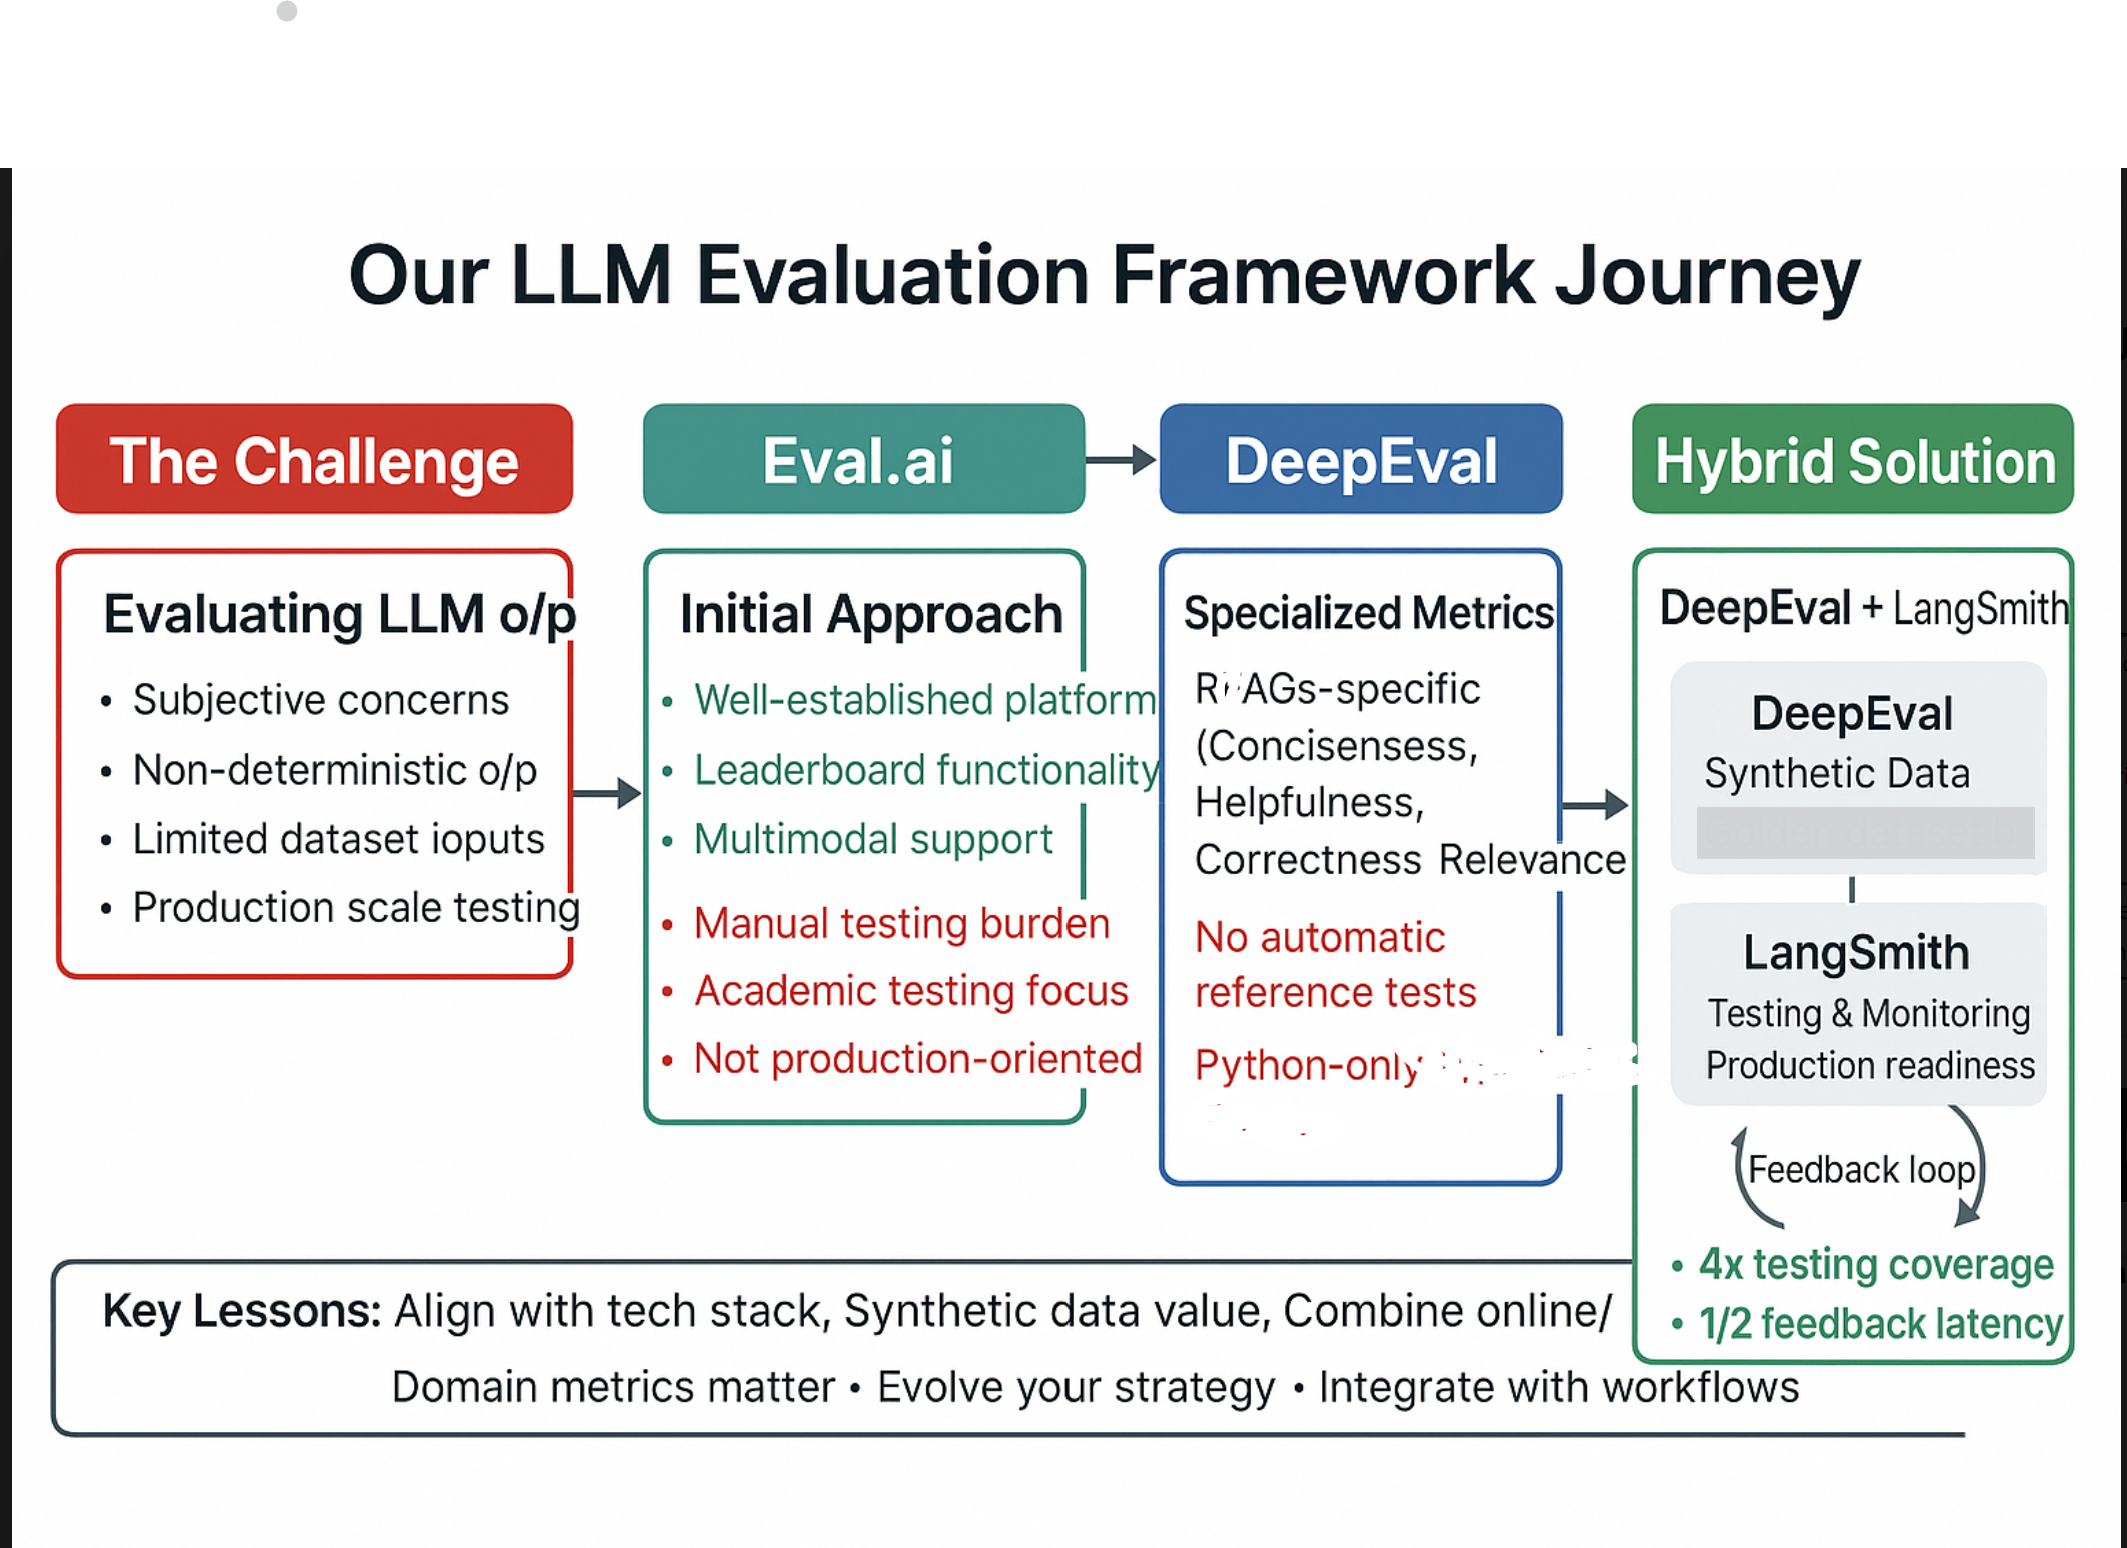 Our LLM Evaluation Framework Journey
The Challenge
Evaluating LLM o/p
• Subjective concerns
• Non-deterministic o/p
• Limited dataset ioputs
• Production scale testing
Eval.ai
Initial Approach
• Well-established platform
• Leaderboard functionality
• Multimodal support
• Manual testing burden
• Academic testing focus
• Not production-oriented
DeepEval
Specialized Metrics
R AGs-specific
(Concisensess,
Helpfulness,
Correctness Relevance
No automatic
reference tests
Python-only
Hybrid Solution
DeepEval + LangSmith
DeepEval
Synthetic Data
LangSmith
Testing & Monitoring
Production readiness
Feedback loop
• 4x testing coverage
• 1/2 feedback latency
Key Lessons: Align with tech stack, Synthetic data value, Combine online/
Domain metrics matter • Evolve your strategy • Integrate with workflows